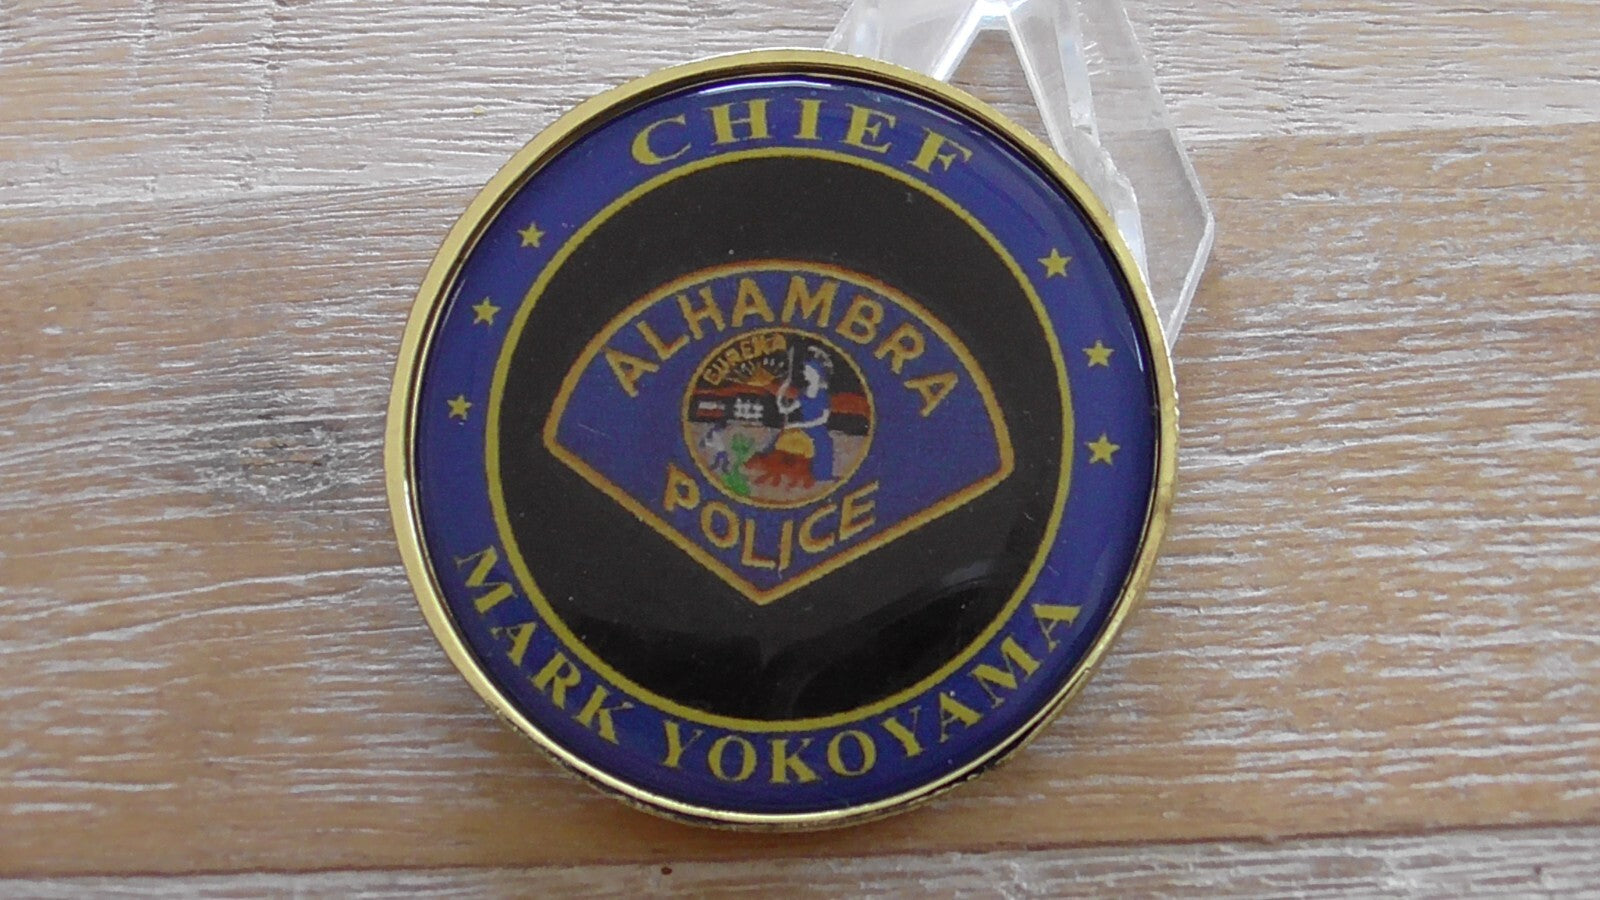 CHIEF
ALHAMBRA
EUREKA
POLICE
MARK YOKOYAMA